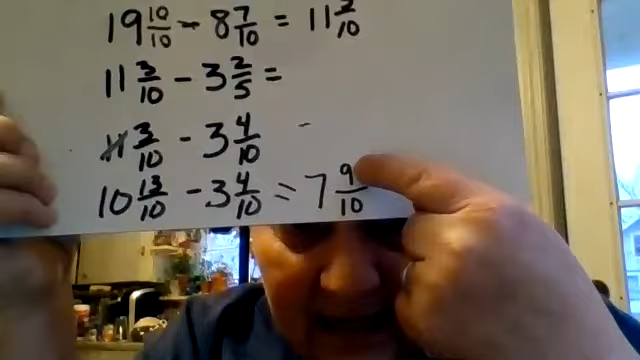 19 10/10 - 8 7/10 = 11 3/10
11 3/10 - 3 2/5 =
11 3/10 - 3 4/10 -
10 13/10 - 3 4/10 = 7 9/10